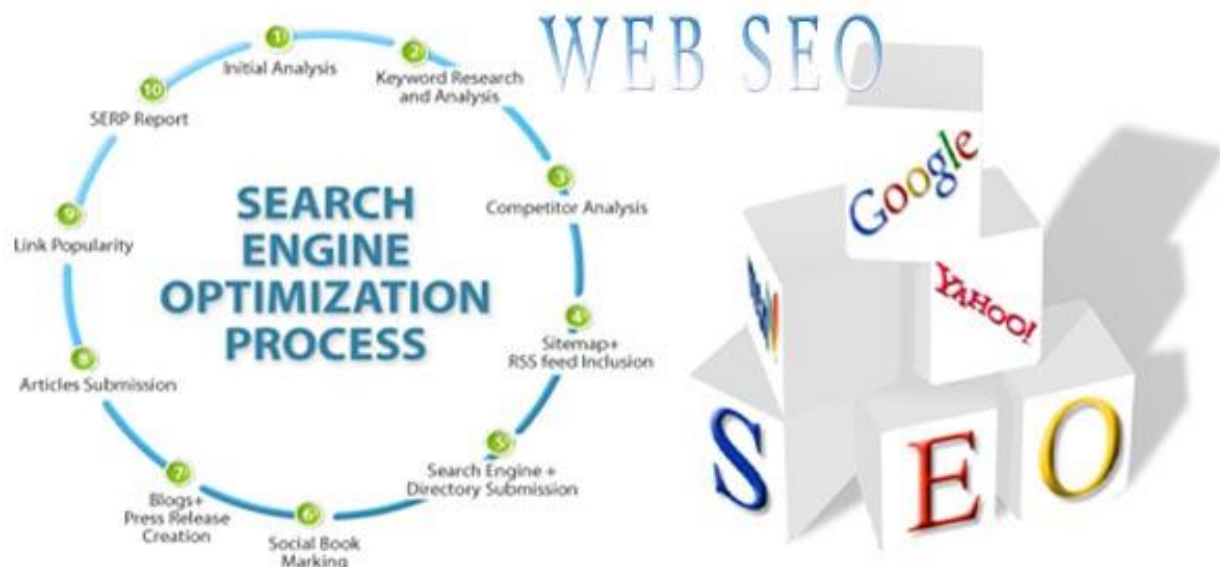 WEB SEO
1
Initial Analysis
2
Keyword Research
and Analysis
3
Competitor Analysis
4
Sitemap+
RSS feed Inclusion
5
Search Engine +
Directory Submission
6
Social Book
Marking
7
Blogs+
Press Release
Creation
8
Articles Submission
9
Link Popularity
10
SERP Report
SEARCH
ENGINE
OPTIMIZATION
PROCESS
Google
YAHOO!
S E O